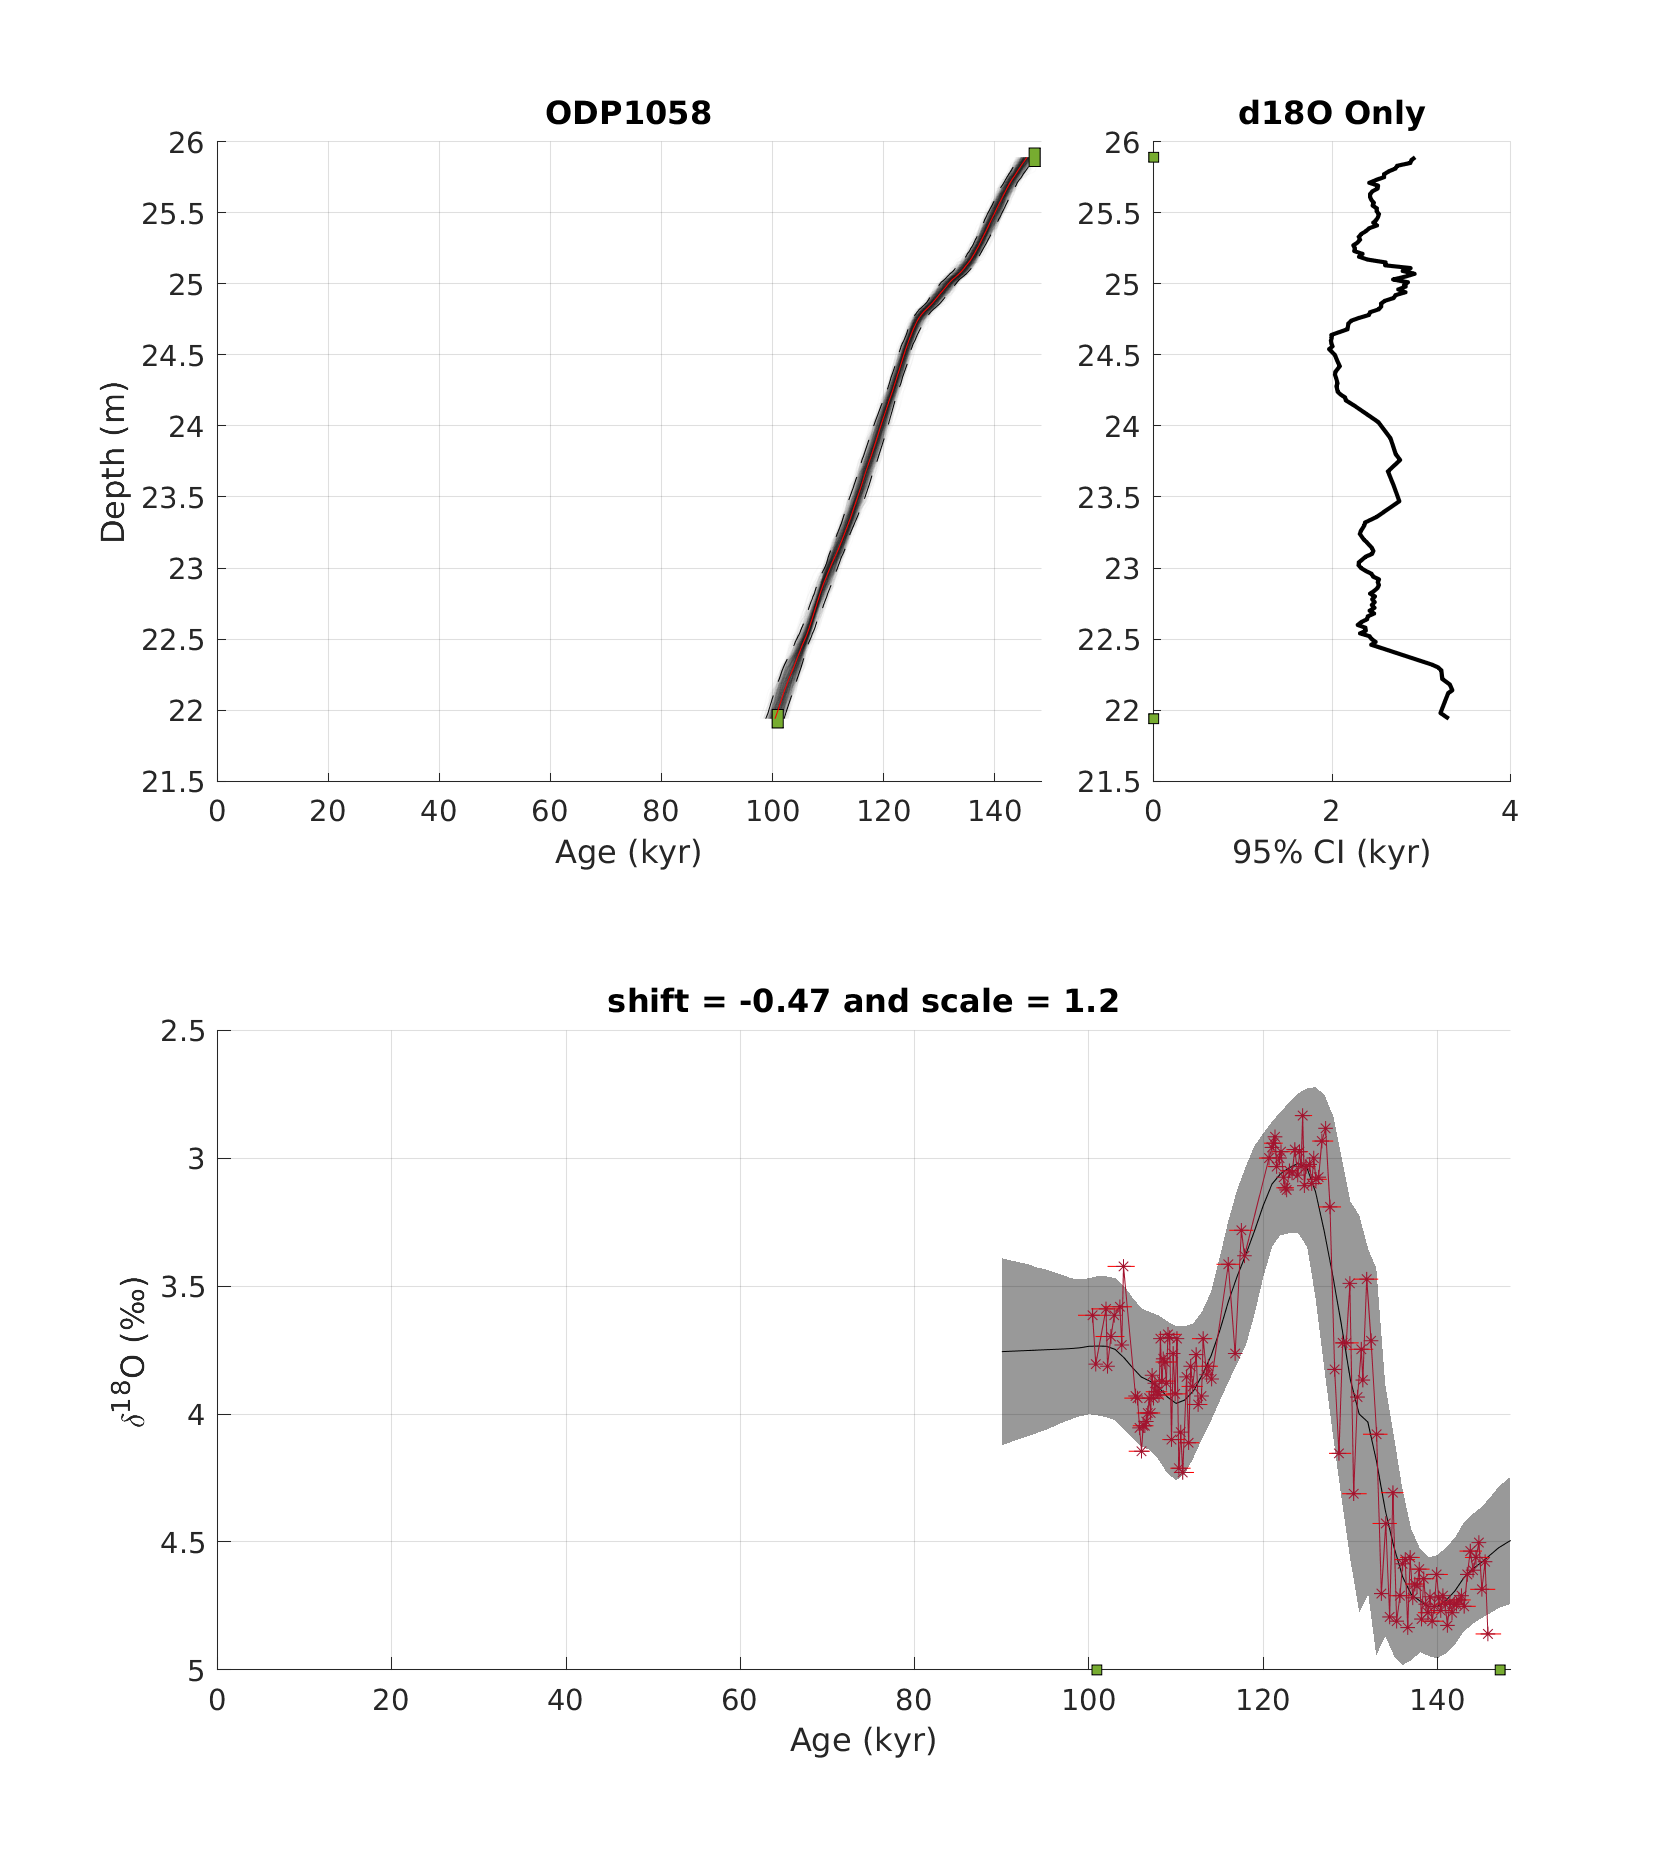 ODP1058
26
25.5
25
24.5
24
23.5
23
22.5
22
21.5
Depth (m)
0 20 40 60 80 100 120 140
Age (kyr)
d18O Only
26
25.5
25
24.5
24
23.5
23
22.5
22
21.5
0 2 4
95% CI (kyr)
shift = -0.47 and scale = 1.2
2.5
3
3.5
4
4.5
5
δ18O (‰)
0 20 40 60 80 100 120 140
Age (kyr)